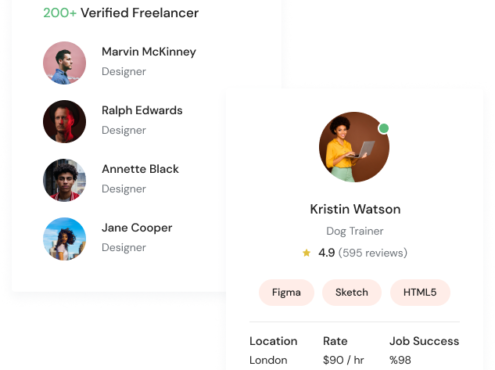 200+ Verified Freelancer
Marvin McKinney
Designer
Ralph Edwards
Designer
Annette Black
Designer
Jane Cooper
Designer
Kristin Watson
Dog Trainer
4.9 (595 reviews)
Figma Sketch HTML5
Location Rate Job Success
London $90 / hr %98